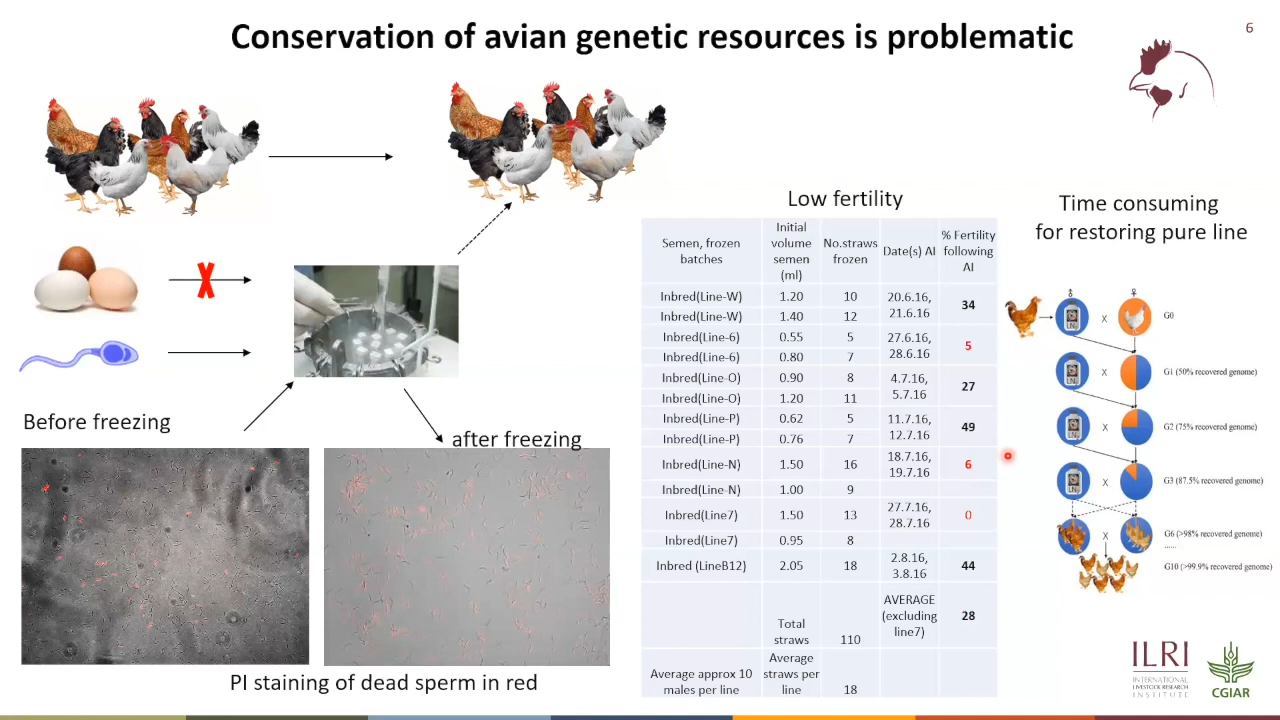 Conservation of avian genetic resources is problematic
6
Before freezing
after freezing
PI staining of dead sperm in red
Low fertility
Semen, frozen batches | Initial volume semen (ml) | No.straws frozen | Date(s) AI | % Fertility following AI
Inbred(Line-W) | 1.20 | 10 | 20.6.16, 21.6.16 | 34
Inbred(Line-W) | 1.40 | 12
Inbred(Line-6) | 0.55 | 5 | 27.6.16, 28.6.16 | 5
Inbred(Line-6) | 0.80 | 7
Inbred(Line-O) | 0.90 | 8 | 4.7.16, 5.7.16 | 27
Inbred(Line-O) | 1.20 | 11
Inbred(Line-P) | 0.62 | 5 | 11.7.16, 12.7.16 | 49
Inbred(Line-P) | 0.76 | 7
Inbred(Line-N) | 1.50 | 16 | 18.7.16, 19.7.16 | 6
Inbred(Line-N) | 1.00 | 9
Inbred(Line7) | 1.50 | 13 | 27.7.16, 28.7.16 | 0
Inbred(Line7) | 0.95 | 8
Inbred (LineB12) | 2.05 | 18 | 2.8.16, 3.8.16 | 44
Total straws | 110 | AVERAGE (excluding line7) | 28
Average approx 10 males per line | Average straws per line | 18
Time consuming
for restoring pure line
♂ ♀
LN X G0
LN X G1 (50% recovered genome)
LN X G2 (75% recovered genome)
LN X G3 (87.5% recovered genome)
X G6 (>98% recovered genome)
......
G10 (>99.9% recovered genome)
ILRI
INTERNATIONAL
LIVESTOCK RESEARCH
INSTITUTE
CGIAR